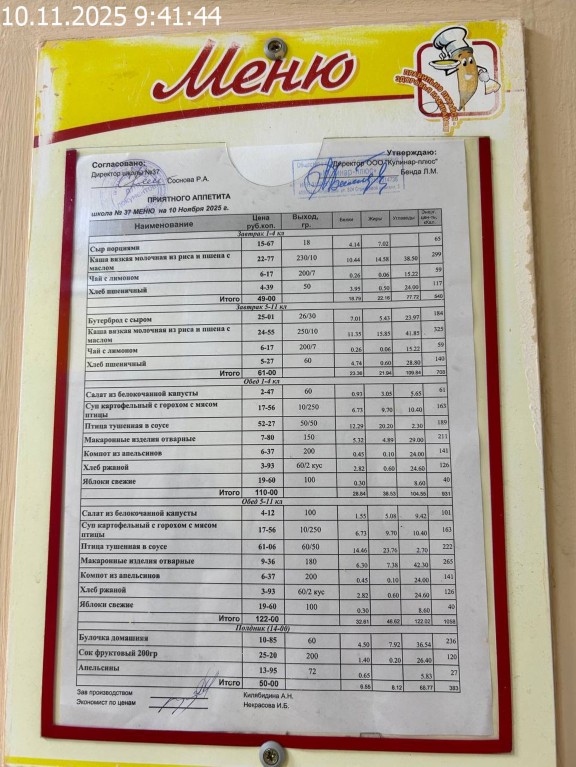 10.11.2025 9:41:44
Меню
Согласовано:
Утверждаю:
Директор школы №37
Директор ООО"Кулинар-плюс"
Соснова Р.А.
Бенда Л.М.
ПРИЯТНОГО АППЕТИТА
школа № 37 МЕНЮ на 10 Ноября 2025 г.
Наименование Цена руб.коп. Выход, гр. Белки Жиры Углеводы
Завтрак 1-4 кл
Сыр порциями 15-67 18 4.14 7.02 65
Каша вязкая молочная из риса и пшена с
маслом 22-77 230/10 10.44 14.58 38.50 299
Чай с лимоном 6-17 200/7 0.26 0.06 15.22 59
Хлеб пшеничный 4-39 50 3.95 0.50 24.00 117
Итого 49-00 18.79 22.16 77.72 540
Завтрак 5-11 кл
Бутерброд с сыром 25-01 26/30 7.01 5.43 23.97 184
Каша вязкая молочная из риса и пшена с
маслом 24-55 250/10 11.35 15.85 41.85 325
Чай с лимоном 6-17 200/7 0.26 0.06 15.22 59
Хлеб пшеничный 5-27 60 4.74 0.60 28.80 140
Итого 61-00 23.36 21.94 109.84 708
Обед 1-4 кл
Салат из белокочанной капусты 2-47 60 0.93 3.05 5.65 61
Суп картофельный с горохом с мясом
птицы 17-56 10/250 6.73 9.70 10.40 163
Птица тушенная в соусе 52-27 50/50 12.29 20.20 2.30 189
Макаронные изделия отварные 7-80 150 5.32 4.89 29.00 211
Компот из апельсинов 6-37 200 0.45 0.10 24.00 141
Хлеб ржаной 3-93 60/2 кус 2.82 0.60 24.60 126
Яблоки свежие 19-60 100 0.30 8.60 40
Итого 110-00 28.84 38.53 104.55 931
Обед 5-11 кл
Салат из белокочанной капусты 4-12 100 1.55 5.08 9.42 101
Суп картофельный с горохом с мясом
птицы 17-56 10/250 6.73 9.70 10.40 163
Птица тушенная в соусе 61-06 60/50 14.46 23.76 2.70 222
Макаронные изделия отварные 9-36 180 6.30 7.38 42.30 265
Компот из апельсинов 6-37 200 0.45 0.10 24.00 141
Хлеб ржаной 3-93 60/2 кус 2.82 0.60 24.60 126
Яблоки свежие 19-60 100 0.30 8.60 40
Итого 122-00 32.61 46.62 122.02 1058
Полдник (14-00)
Булочка домашняя 10-85 60 4.50 7.92 36.54 236
Сок фруктовый 200гр 25-20 200 1.40 0.20 26.40 120
Апельсины 13-95 72 0.65 5.83 27
Итого 50-00 6.55 8.12 68.77 383
Зав производством Килябидина А.Н.
Экономист по ценам Некрасова И.Б.